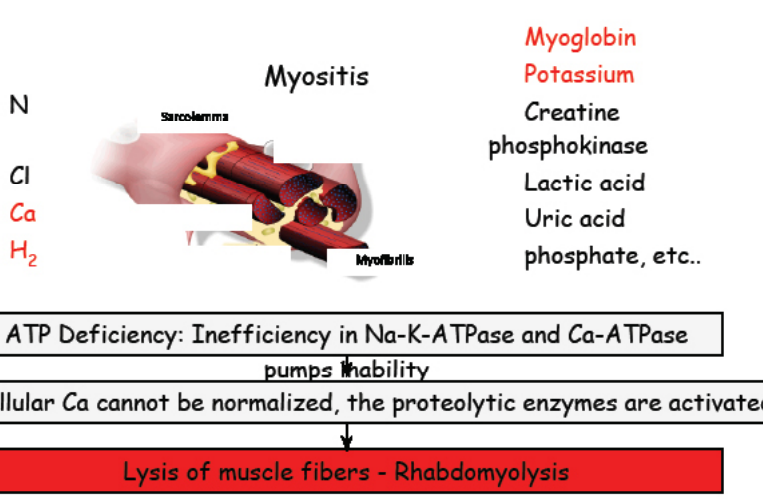 Myoglobin
Myositis
Potassium
N
Sarcolemma
Creatine
phosphokinase
Cl
Lactic acid
Ca
Uric acid
H2
Myofibrils
phosphate, etc..
ATP Deficiency: Inefficiency in Na-K-ATPase and Ca-ATPase
pumps
llular Ca cannot be normalized, the proteolytic enzymes are activated
Lysis of muscle fibers - Rhabdomyolysis